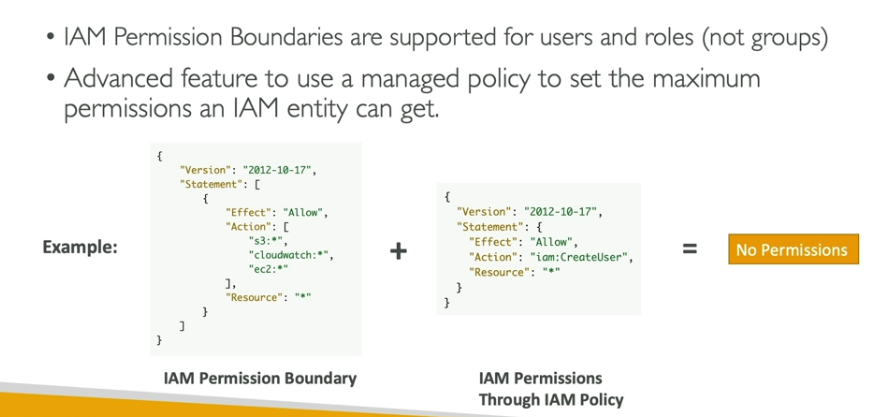 • IAM Permission Boundaries are supported for users and roles (not groups)
• Advanced feature to use a managed policy to set the maximum
permissions an IAM entity can get.
Example:
{
"Version": "2012-10-17",
"Statement": [
{
"Effect": "Allow",
"Action": [
"s3:*",
"cloudwatch:*",
"ec2:*"
],
"Resource": "*"
}
]
}
IAM Permission Boundary
+
{
"Version": "2012-10-17",
"Statement": {
"Effect": "Allow",
"Action": "iam:CreateUser",
"Resource": "*"
}
}
IAM Permissions
Through IAM Policy
=
No Permissions